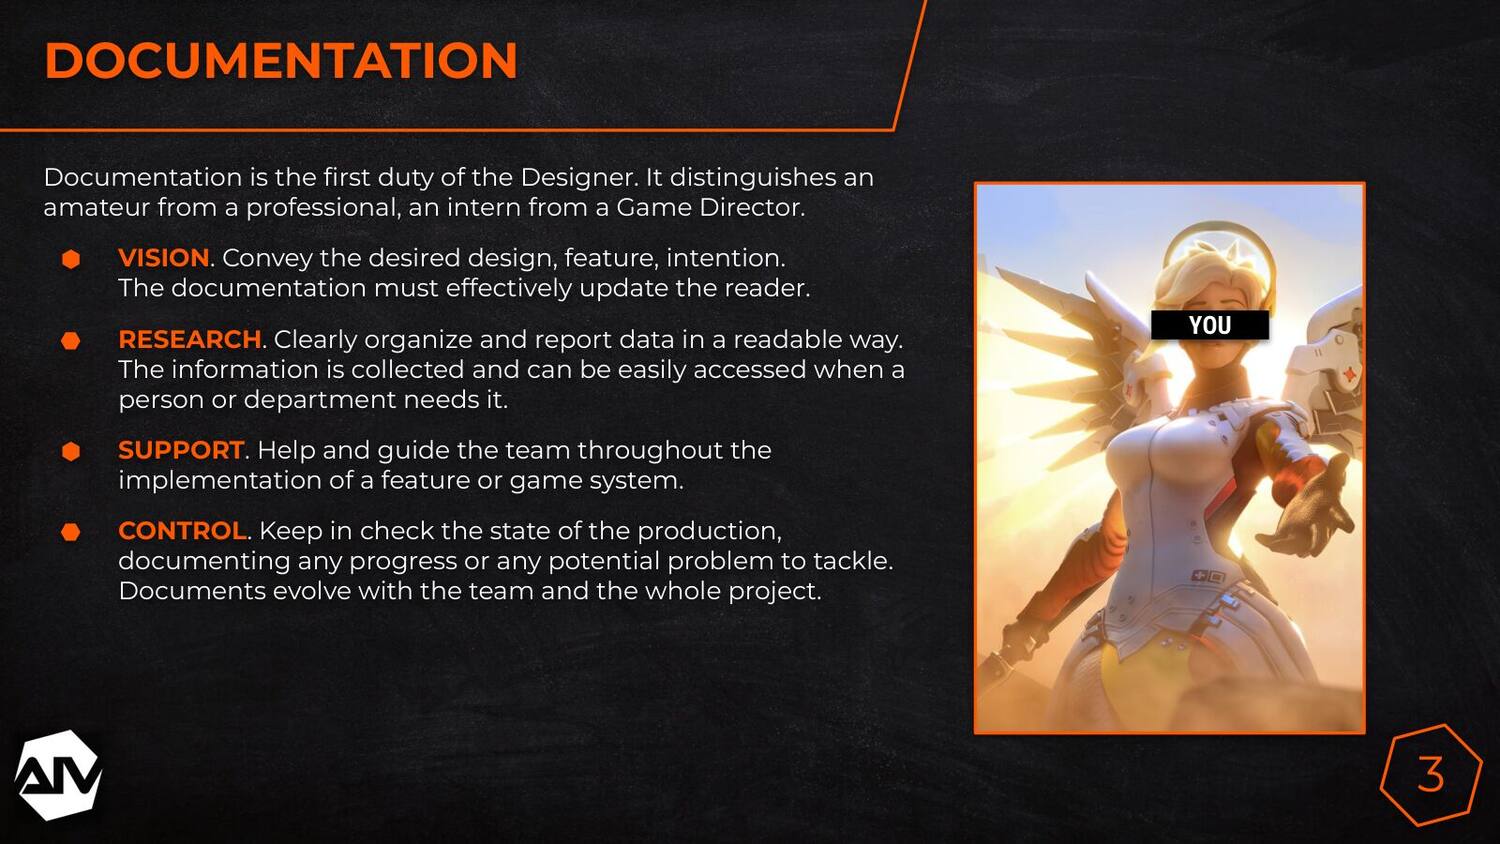 DOCUMENTATION
Documentation is the first duty of the Designer. It distinguishes an
amateur from a professional, an intern from a Game Director.
VISION. Convey the desired design, feature, intention.
The documentation must effectively update the reader.
RESEARCH. Clearly organize and report data in a readable way.
The information is collected and can be easily accessed when a
person or department needs it.
SUPPORT. Help and guide the team throughout the
implementation of a feature or game system.
CONTROL. Keep in check the state of the production,
documenting any progress or any potential problem to tackle.
Documents evolve with the team and the whole project.
YOU
AIV
3